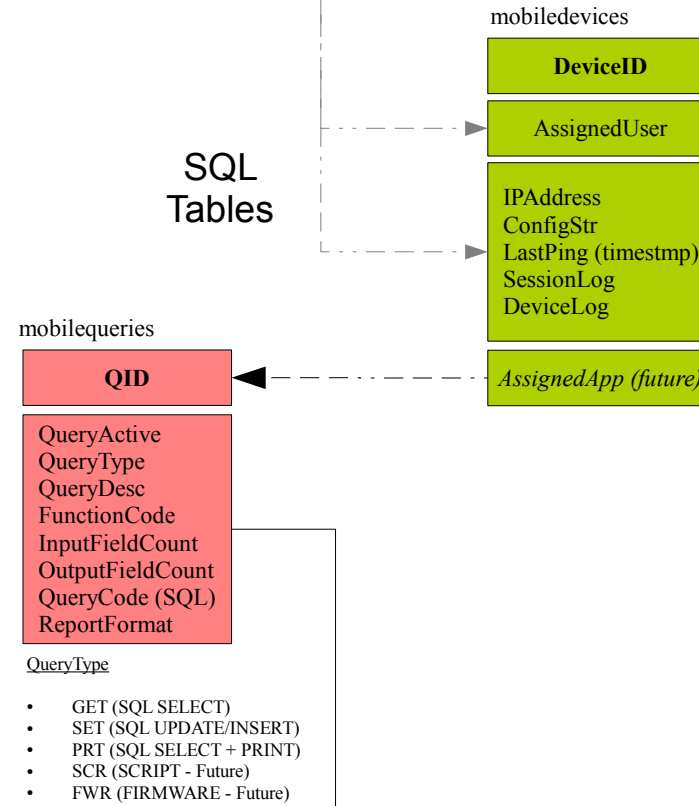 mobiledevices
DeviceID
AssignedUser
SQL
Tables
IPAddress
ConfigStr
LastPing (timestmp)
SessionLog
DeviceLog
AssignedApp (future)
mobilequeries
QID
QueryActive
QueryType
QueryDesc
FunctionCode
InputFieldCount
OutputFieldCount
QueryCode (SQL)
ReportFormat
QueryType
• GET (SQL SELECT)
• SET (SQL UPDATE/INSERT)
• PRT (SQL SELECT + PRINT)
• SCR (SCRIPT - Future)
• FWR (FIRMWARE - Future)